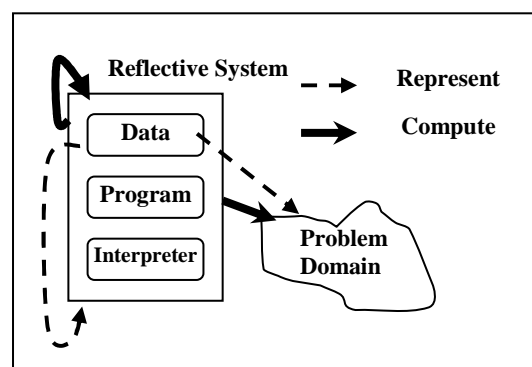 Reflective System
Represent
Compute
Data
Program
Interpreter
Problem
Domain